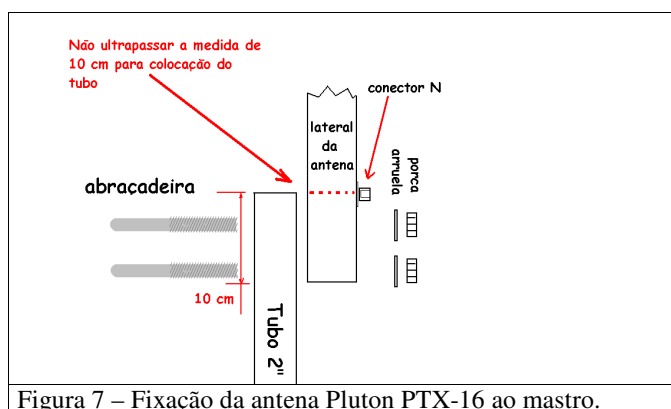 Não ultrapassar a medida de
10 cm para colocação do
tubo
conector N
lateral
da
antena
abraçadeira
arruela
porca
10 cm
Tubo 2"
Figura 7 – Fixação da antena Pluton PTX-16 ao mastro.